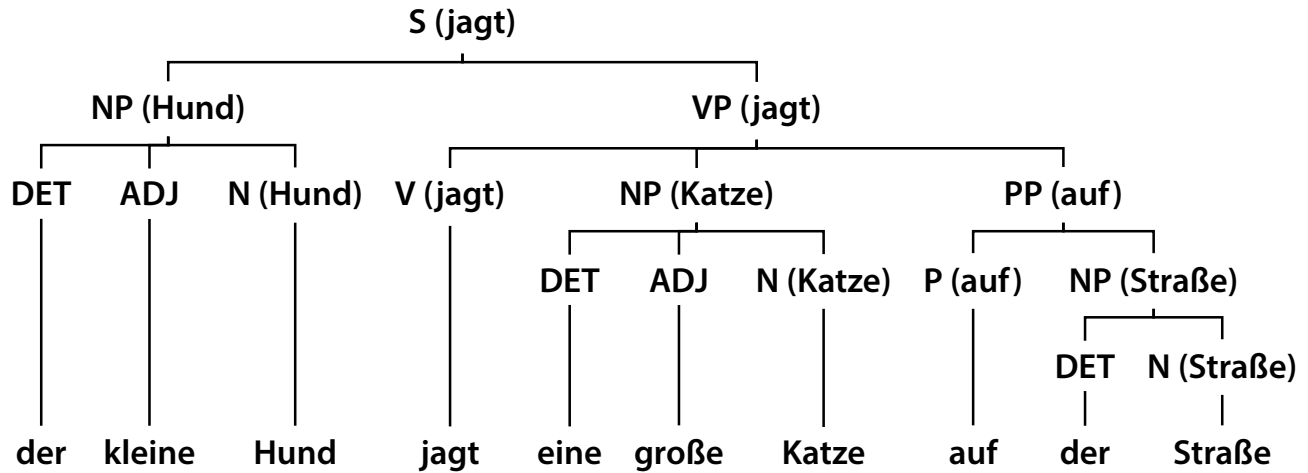 S (jagt)
NP (Hund) VP (jagt)
DET ADJ N (Hund) V (jagt) NP (Katze) PP (auf)
DET ADJ N (Katze) P (auf) NP (Straße)
DET N (Straße)
der kleine Hund jagt eine große Katze auf der Straße